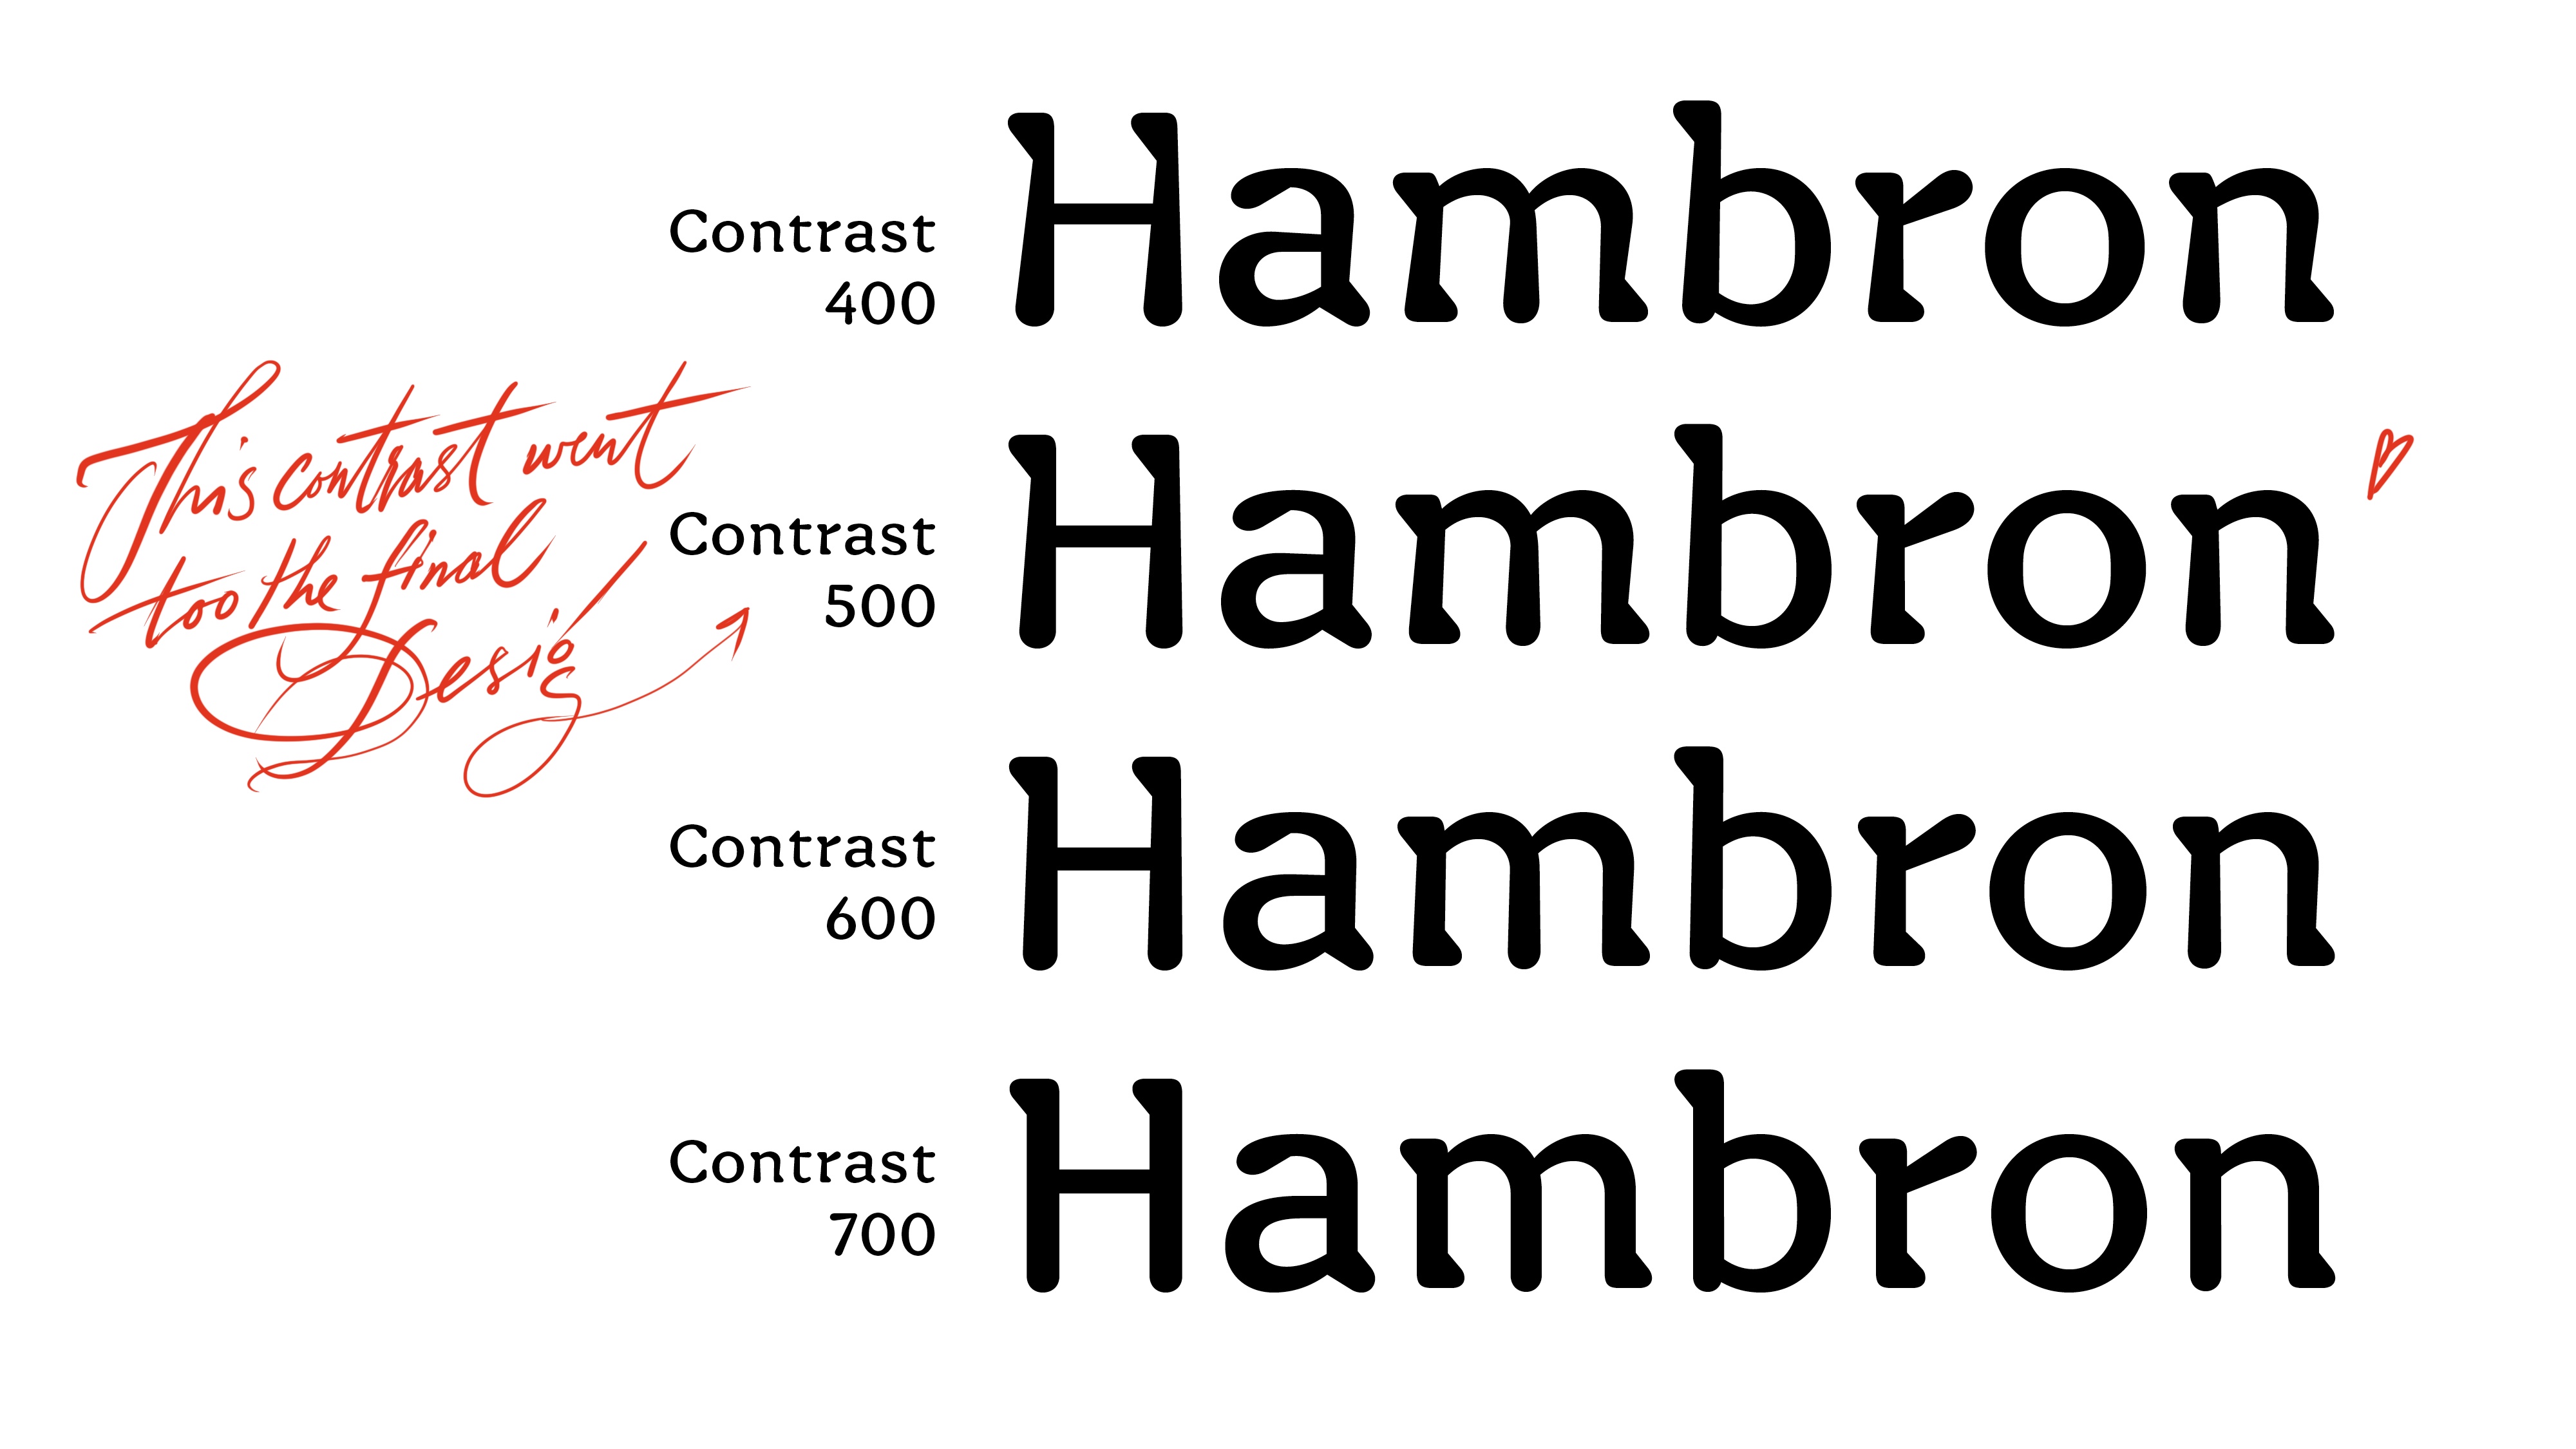 Contrast
400
Hambron
This contrast went
too the final
Desig
Contrast
500
Hambron
Contrast
600
Hambron
Contrast
700
Hambron